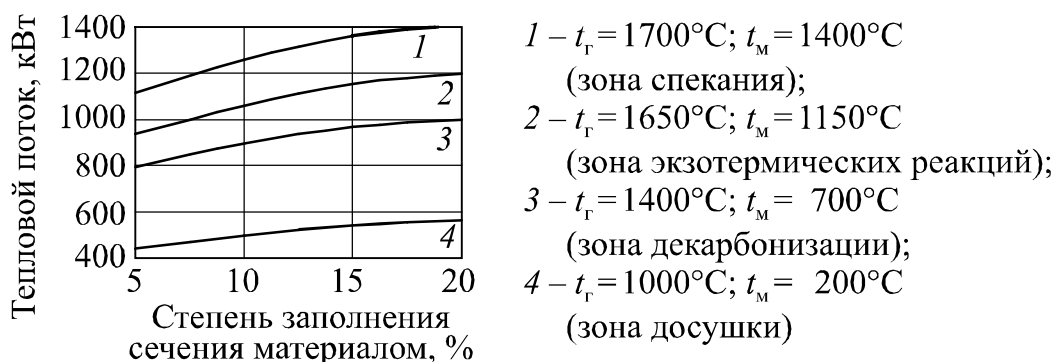 Тепловой поток, кВт
1400
1200
1000
800
600
400
1
2
3
4
5 10 15 20
Степень заполнения
сечения материалом, %
1 – tг = 1700°C; tм = 1400°C
(зона спекания);
2 – tг = 1650°C; tм = 1150°C
(зона экзотермических реакций);
3 – tг = 1400°C; tм = 700°C
(зона декарбонизации);
4 – tг = 1000°C; tм = 200°C
(зона досушки)